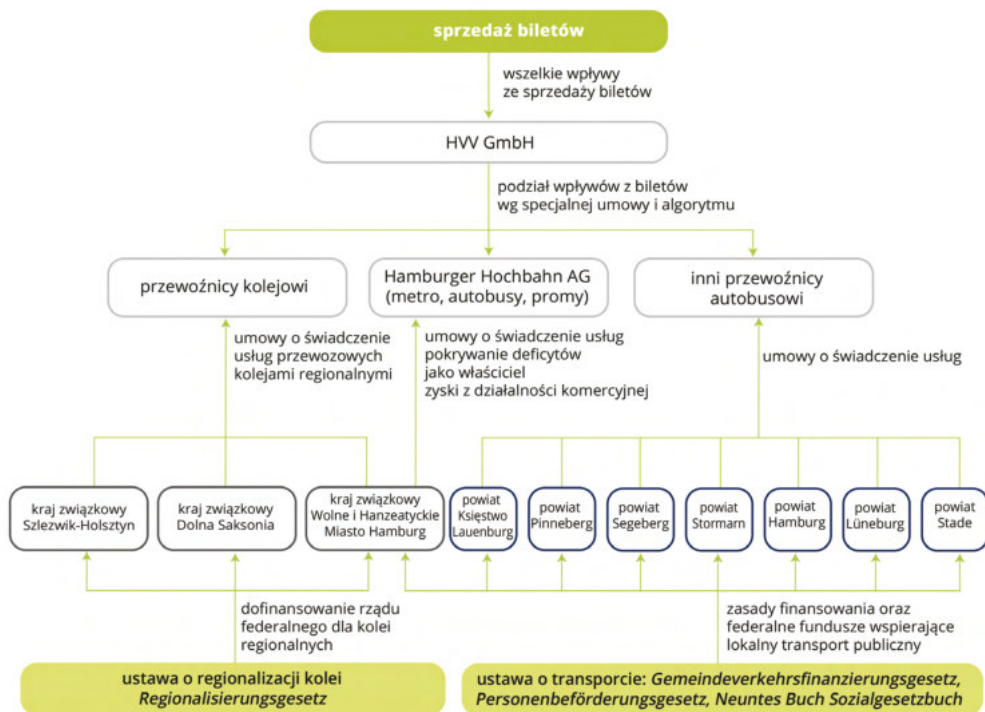 sprzedaż biletów
wszelkie wpływy
ze sprzedaży biletów
HVV GmbH
podział wpływów z biletów
wg specjalnej umowy i algorytmu
przewoźnicy kolejowi
Hamburger Hochbahn AG
(metro, autobusy, promy)
inni przewoźnicy
autobusowi
umowy o świadczenie
usług przewozowych
kolejami regionalnymi
umowy o świadczenie usług
pokrywanie deficytów
jako właściciel
zyski z działalności komercyjnej
umowy o świadczenie usług
kraj związkowy
Szlezwik-Holsztyn
kraj związkowy
Dolna Saksonia
kraj związkowy
Wolne i Hanzeatyckie
Miasto Hamburg
powiat
Księstwo
Lauenburg
powiat
Pinneberg
powiat
Segeberg
powiat
Stormarn
powiat
Hamburg
powiat
Lüneburg
powiat
Stade
dofinansowanie rządu
federalnego dla kolei
regionalnych
zasady finansowania oraz
federalne fundusze wspierające
lokalny transport publiczny
ustawa o regionalizacji kolei
Regionalisierungsgesetz
ustawa o transporcie: Gemeindeverkehrsfinanzierungsgesetz,
Personenbeförderungsgesetz, Neuntes Buch Sozialgesetzbuch